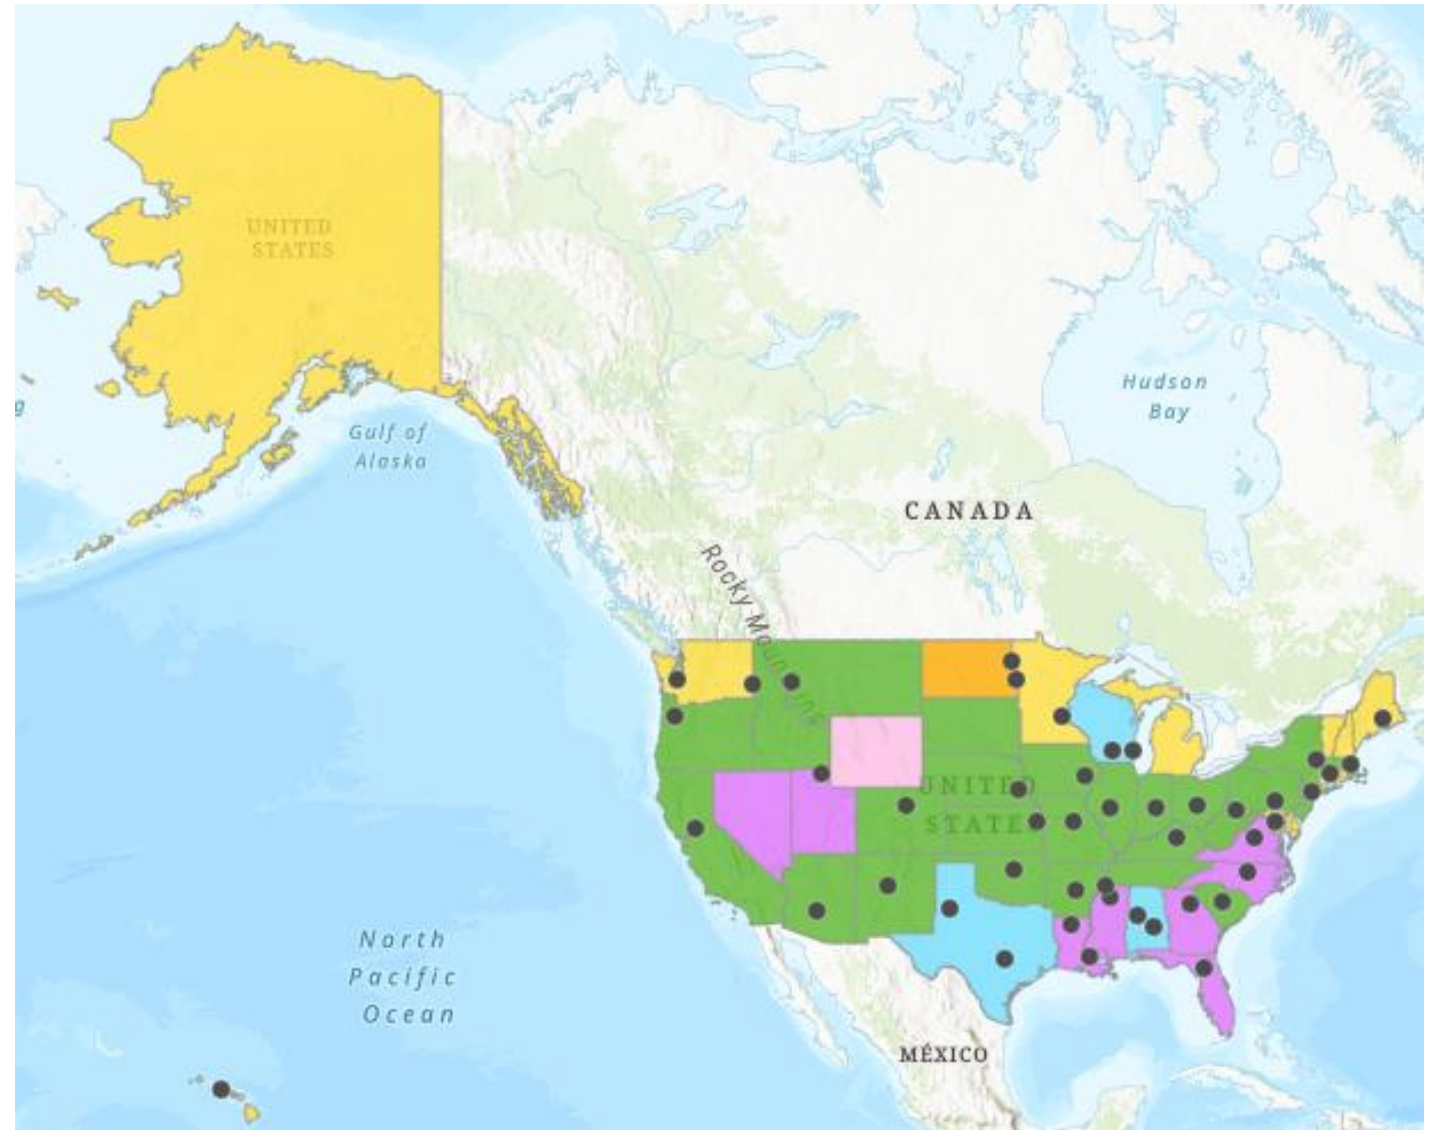 UNITED
STATES
g
Hudson
Bay
Gulf of
Alaska
CANADA
Rocky Mountains
UNITED
STATES
North
Pacific
Ocean
MÉXICO